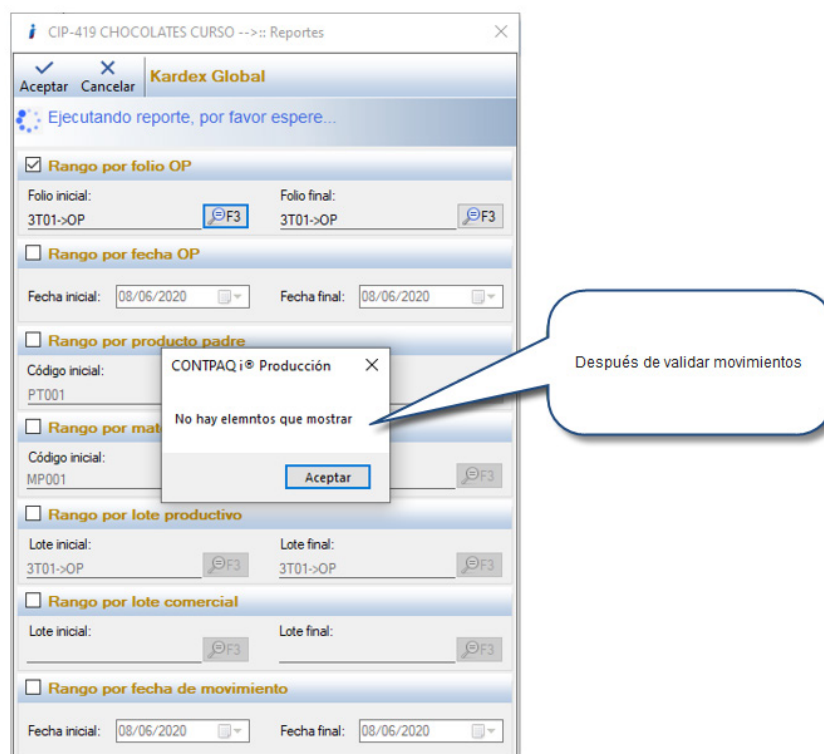 CIP-419 CHOCOLATES CURSO -->:: Reportes
Aceptar Cancelar Kardex Global
Ejecutando reporte, por favor espere...
Rango por folio OP
Folio inicial: Folio final:
3T01->OP F3 3T01->OP F3
Rango por fecha OP
Fecha inicial: 08/06/2020 Fecha final: 08/06/2020
Rango por producto padre
Código inicial:
PT001
CONTPAQ i® Producción
No hay elemntos que mostrar
Aceptar
Después de validar movimientos
Rango por
Código inicial:
MP001 F3
Rango por lote productivo
Lote inicial: Lote final:
3T01->OP F3 3T01->OP F3
Rango por lote comercial
Lote inicial: Lote final:
F3 F3
Rango por fecha de movimiento
Fecha inicial: 08/06/2020 Fecha final: 08/06/2020